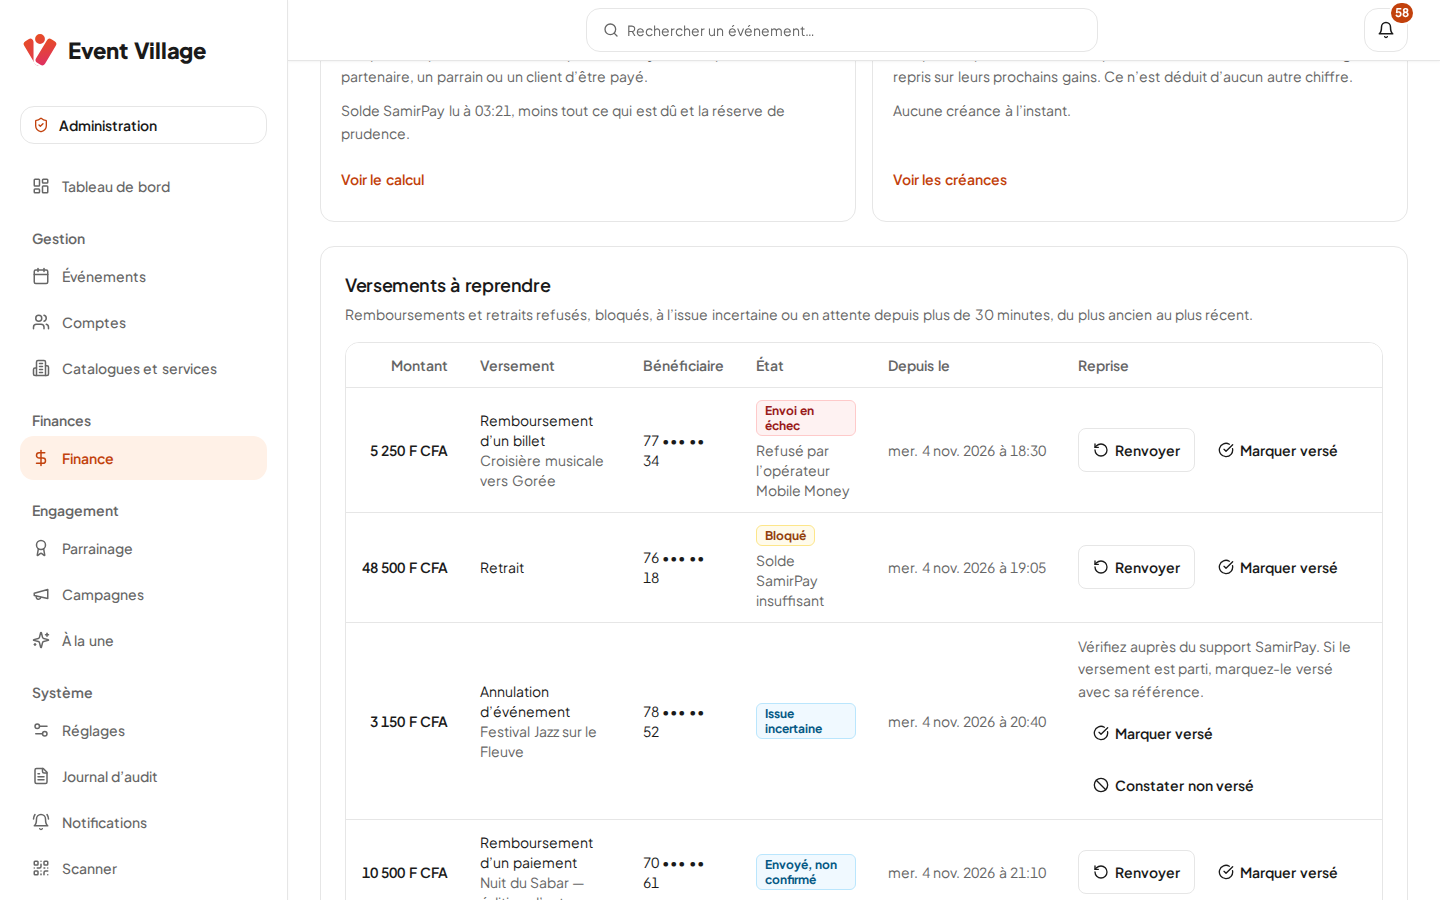 Event Village
Rechercher un événement...
58
Administration
Tableau de bord
Gestion
Événements
Comptes
Catalogues et services
Finances
Finance
Engagement
Parrainage
Campagnes
À la une
Système
Réglages
Journal d'audit
Notifications
Scanner
partenaire, un parrain ou un client d'être payé.
Solde SamirPay lu à 03:21, moins tout ce qui est dû et la réserve de
prudence.
Voir le calcul
repris sur leurs prochains gains. Ce n'est déduit d'aucun autre chiffre.
Aucune créance à l'instant.
Voir les créances
Versements à reprendre
Remboursements et retraits refusés, bloqués, à l'issue incertaine ou en attente depuis plus de 30 minutes, du plus ancien au plus récent.
Montant Versement Bénéficiaire État Depuis le Reprise
5 250 F CFA
Remboursement
d'un billet
Croisière musicale
vers Gorée
77 ••• ••
34
Envoi en
échec
Refusé par
l'opérateur
Mobile Money
mer. 4 nov. 2026 à 18:30
Renvoyer
Marquer versé
48 500 F CFA
Retrait
76 ••• ••
18
Bloqué
Solde
SamirPay
insuffisant
mer. 4 nov. 2026 à 19:05
Renvoyer
Marquer versé
3 150 F CFA
Annulation
d'événement
Festival Jazz sur le
Fleuve
78 ••• ••
52
Issue
incertaine
mer. 4 nov. 2026 à 20:40
Vérifiez auprès du support SamirPay. Si le
versement est parti, marquez-le versé
avec sa référence.
Marquer versé
Constater non versé
10 500 F CFA
Remboursement
d'un paiement
Nuit du Sabar —
70 ••• ••
61
Envoyé, non
confirmé
mer. 4 nov. 2026 à 21:10
Renvoyer
Marquer versé